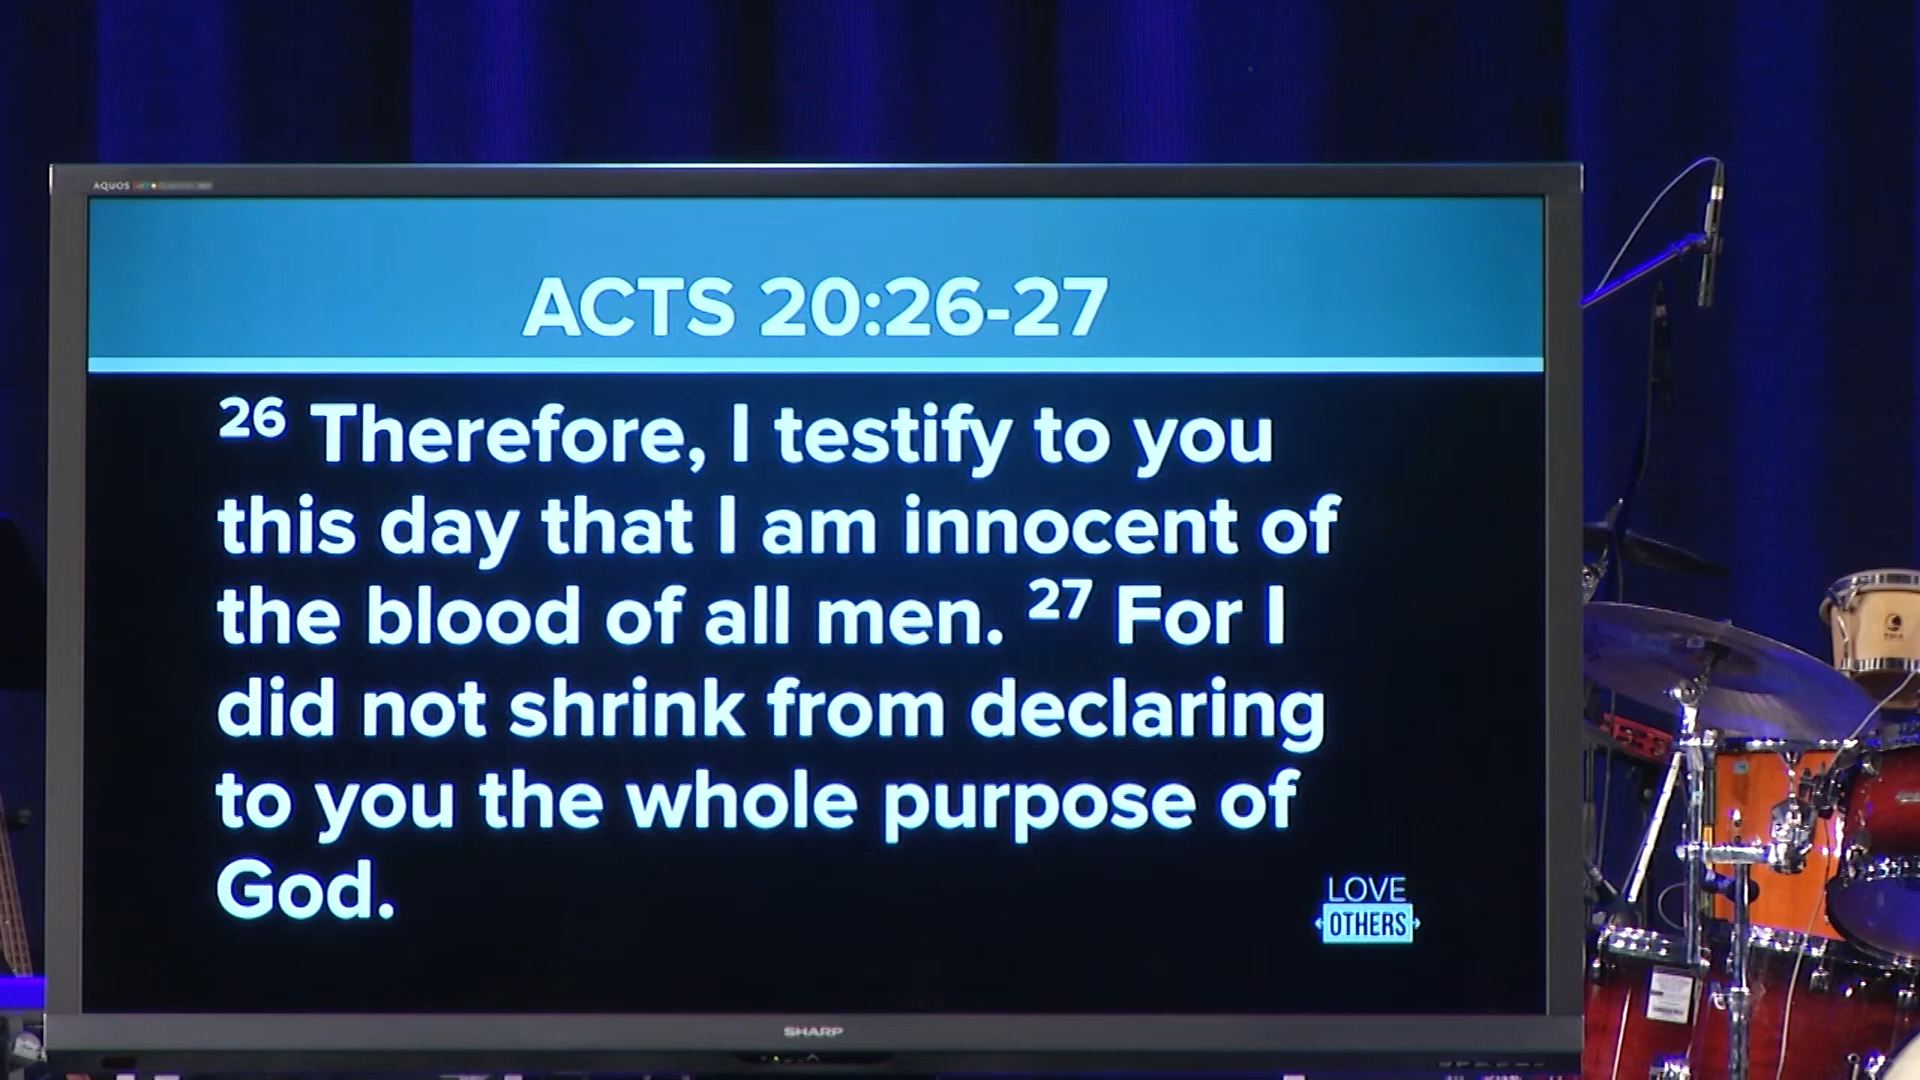 AQUOS
ACTS 20:26-27
26 Therefore, I testify to you
this day that I am innocent of
the blood of all men. 27 For I
did not shrink from declaring
to you the whole purpose of
God.
LOVE
OTHERS
SHARP